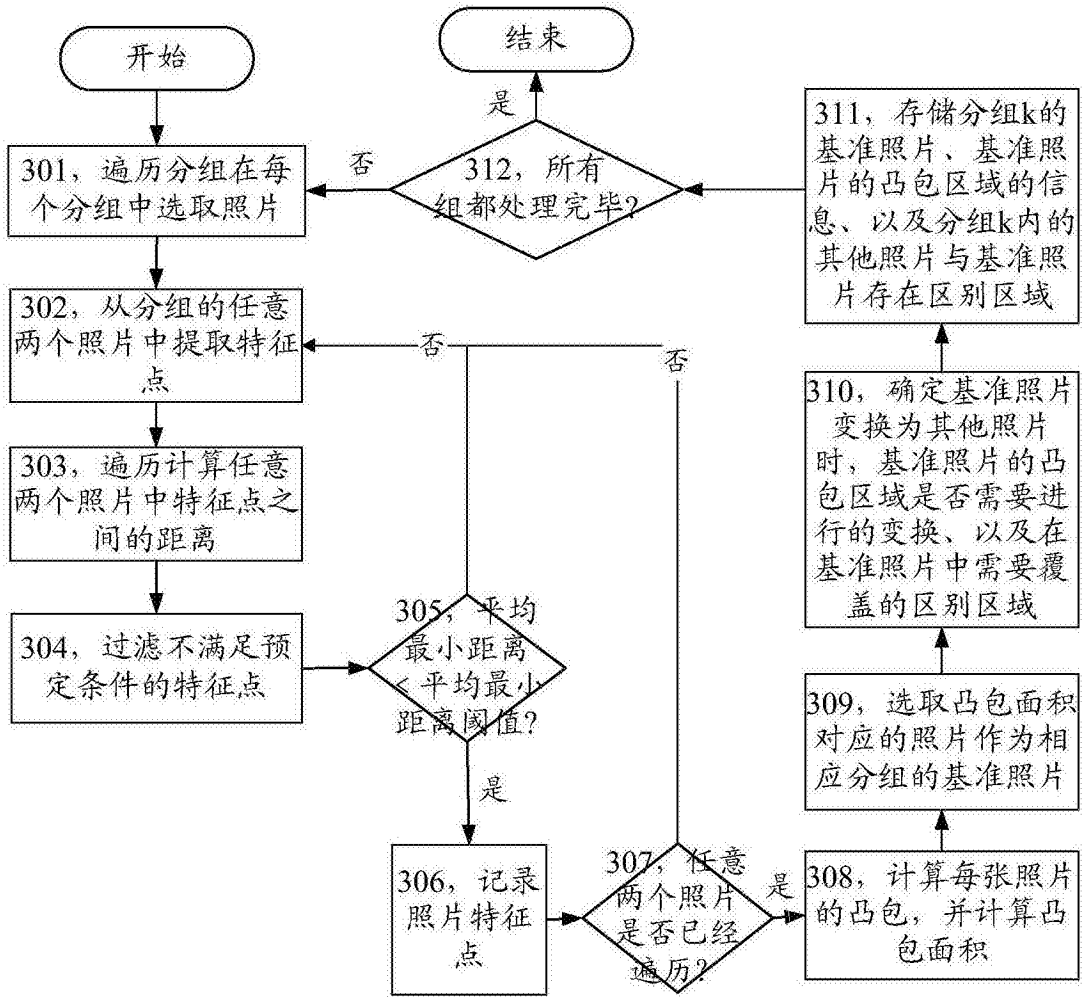 开始
结束
是
301，遍历分组在每
个分组中选取照片
否
312，所有
组都处理完毕？
311，存储分组k的
基准照片、基准照
片的凸包区域的信
息、以及分组k内的
其他照片与基准照
片存在区别区域
302，从分组的任意
两个照片中提取特征
点
否
否
310，确定基准照片
变换为其他照片
时，基准照片的凸
包区域是否需要进
行的变换、以及在
基准照片中需要覆
盖的区别区域
303，遍历计算任意
两个照片中特征点之
间的距离
304，过滤不满足预
定条件的特征点
305，平均
最小距离
< 平均最小
距离阈值？
是
309，选取凸包面积
对应的照片作为相
应分组的基准照片
306，记录
照片特征
点
307，任意
两个照片
是否已经
遍历？
是
308，计算每张照片
的凸包，并计算凸
包面积